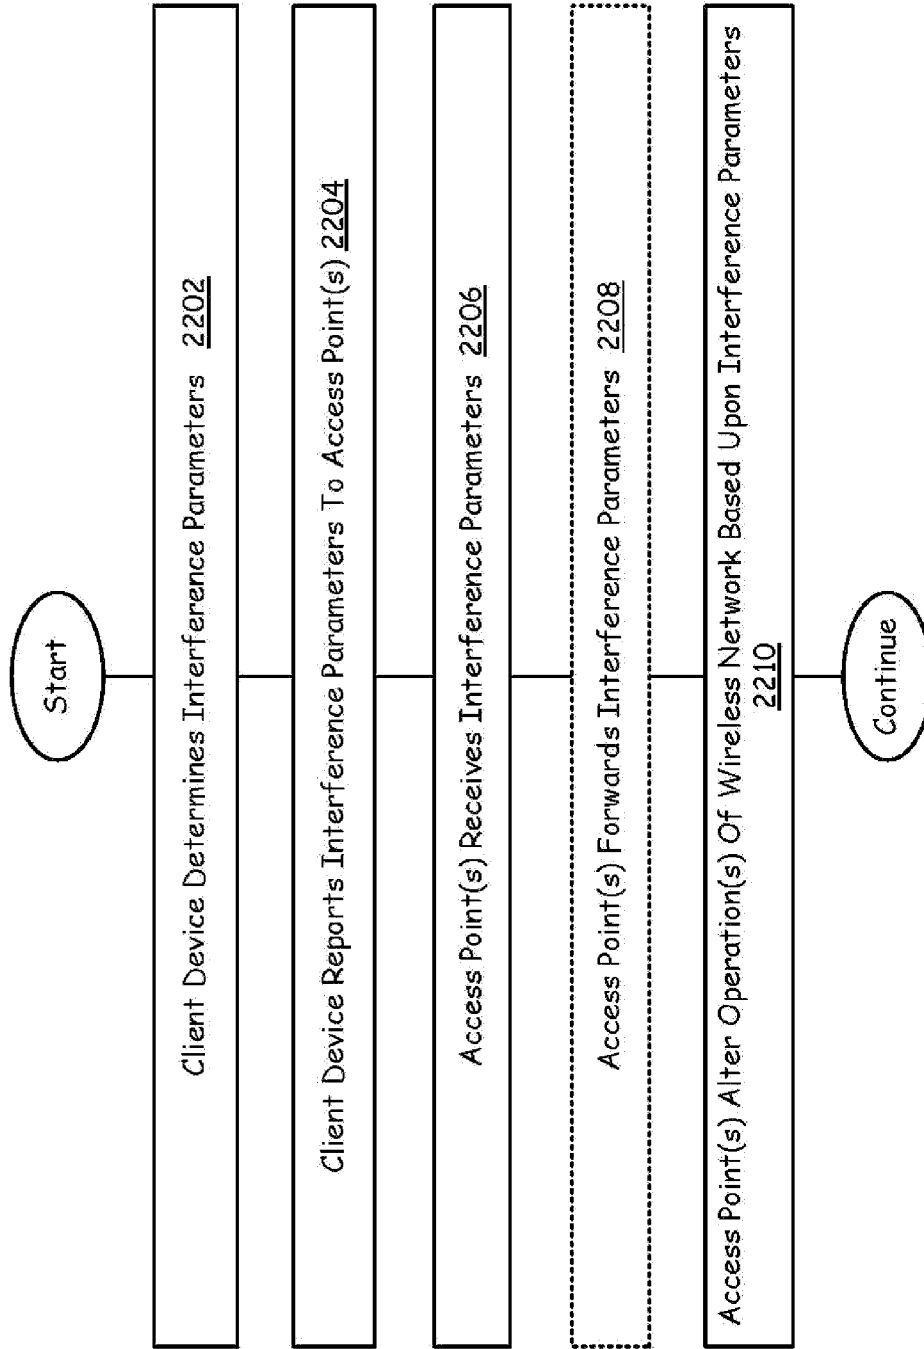 Start
Client Device Determines Interference Parameters 2202
Client Device Reports Interference Parameters To Access Point(s) 2204
Access Point(s) Receives Interference Parameters 2206
Access Point(s) Forwards Interference Parameters 2208
Access Point(s) Alter Operation(s) Of Wireless Network Based Upon Interference Parameters
2210
Continue